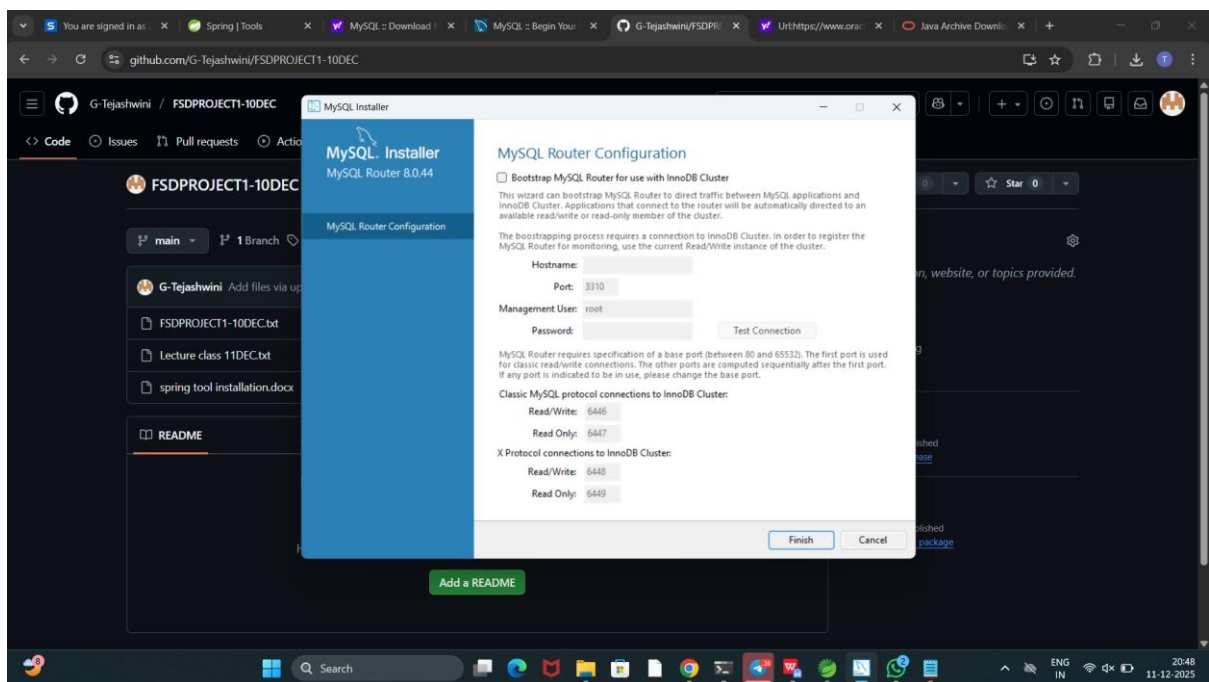 You are signed in as
Spring | Tools
MySQL :: Download
MySQL :: Begin Your
G-Tejashwini/FSDPR
Url:https://www.orac
Java Archive Downlo
github.com/G-Tejashwini/FSDPROJECT1-10DEC
G-Tejashwini / FSDPROJECT1-10DEC
Code
Issues
Pull requests
Actio
FSDPROJECT1-10DEC
Star 0
main
1 Branch
G-Tejashwini Add files via up
FSDPROJECT1-10DEC.txt
Lecture class 11DEC.txt
spring tool installation.docx
README
Add a README
on, website, or topics provided.
MySQL Installer
MySQL. Installer
MySQL Router 8.0.44
MySQL Router Configuration
MySQL Router Configuration
Bootstrap MySQL Router for use with InnoDB Cluster
This wizard can bootstrap MySQL Router to direct traffic between MySQL applications and
InnoDB Cluster. Applications that connect to the router will be automatically directed to an
available read/write or read-only member of the cluster.
The boostrapping process requires a connection to InnoDB Cluster. In order to register the
MySQL Router for monitoring, use the current Read/Write instance of the cluster.
Hostname:
Port: 3310
Management User: root
Password:
Test Connection
MySQL Router requires specification of a base port (between 80 and 65532). The first port is used
for classic read/write connections. The other ports are computed sequentially after the first port.
If any port is indicated to be in use, please change the base port.
Classic MySQL protocol connections to InnoDB Cluster:
Read/Write: 6446
Read Only: 6447
X Protocol connections to InnoDB Cluster:
Read/Write: 6448
Read Only: 6449
Finish
Cancel
ished
ease
blished
package
Search
ENG
IN
20:48
11-12-2025